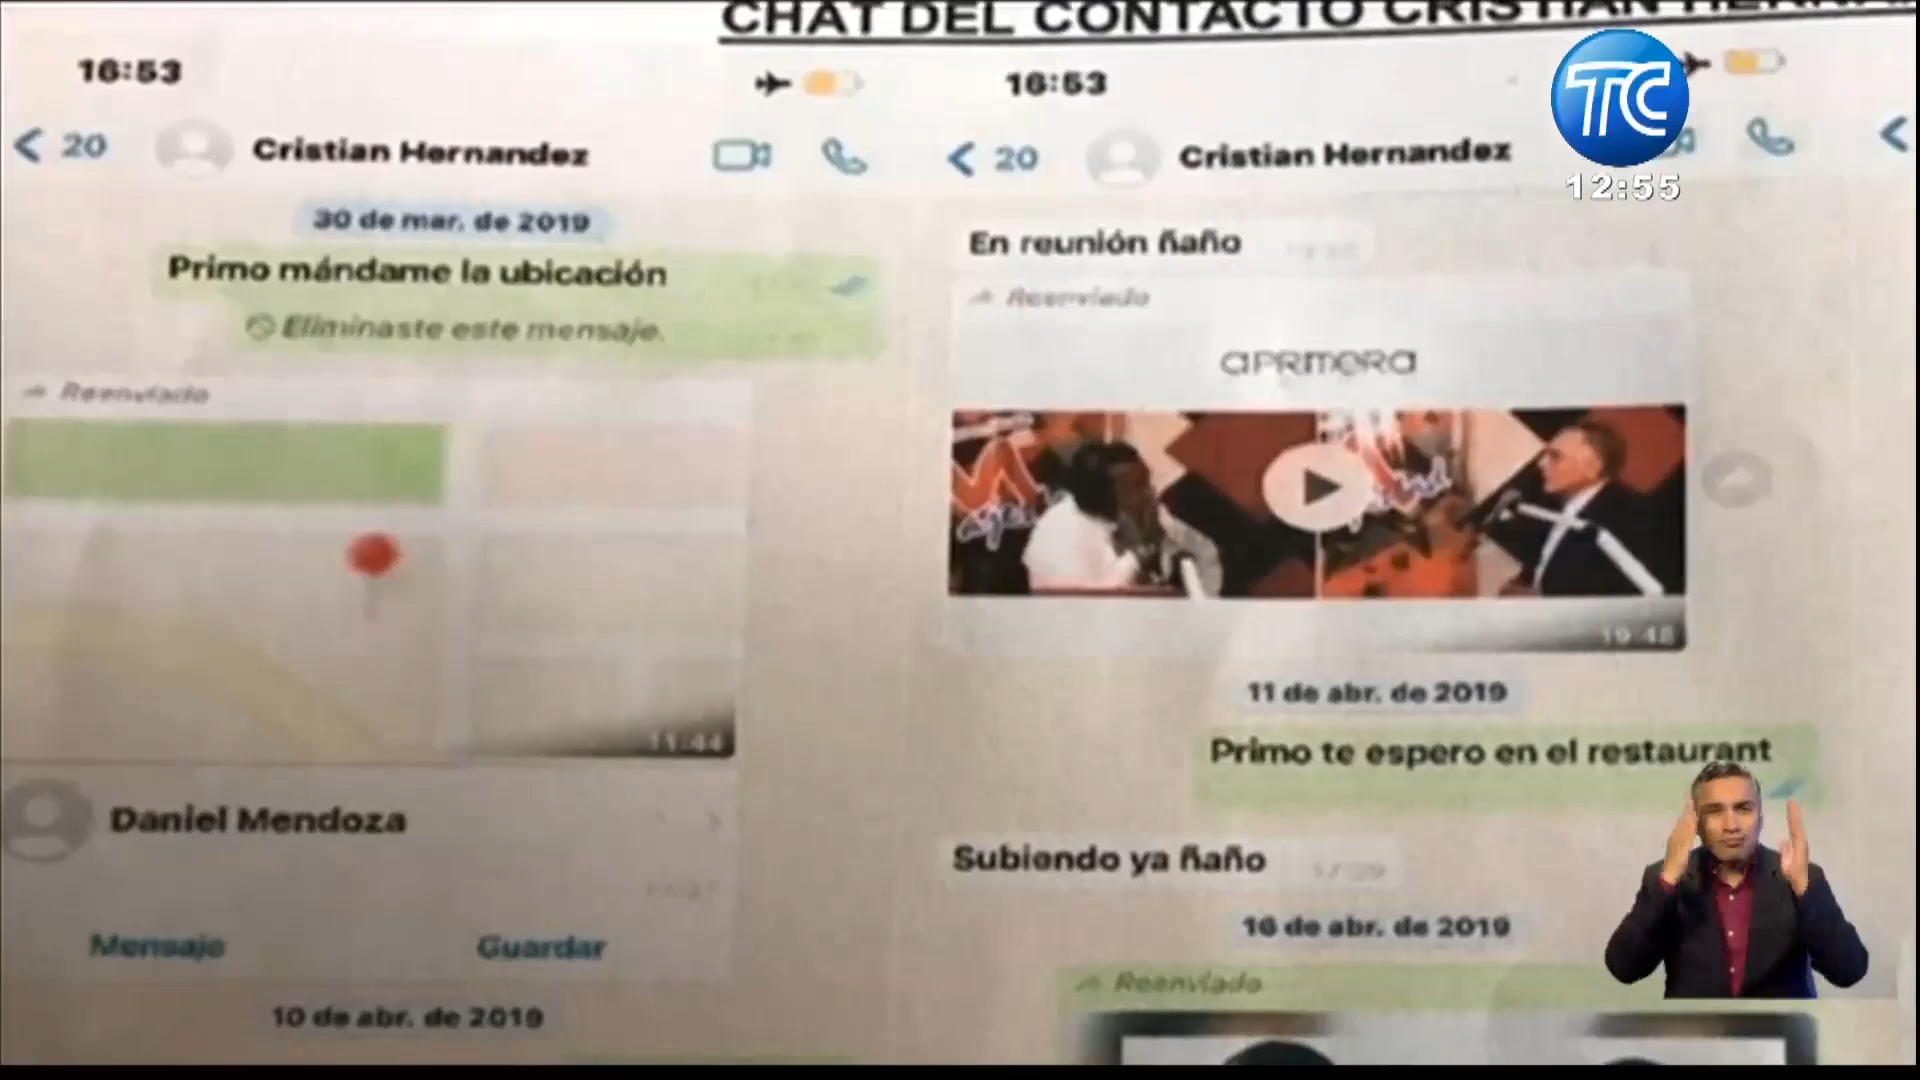 CHAT DEL CONTACTO CRISTIAN
16:53
20
Cristian Hernandez
30 de mar. de 2019
Primo mándame la ubicación
Eliminaste este mensaje.
Reenviado
11:44
Daniel Mendoza
Mensaje
Guardar
10 de abr. de 2019
16:53
20
Cristian Hernandez
En reunión ñaño
Reenviado
aPRImeRa
19:48
11 de abr. de 2019
Primo te espero en el restaurant
Subiendo ya ñaño
17:29
16 de abr. de 2019
Reenviado
TC
12:55